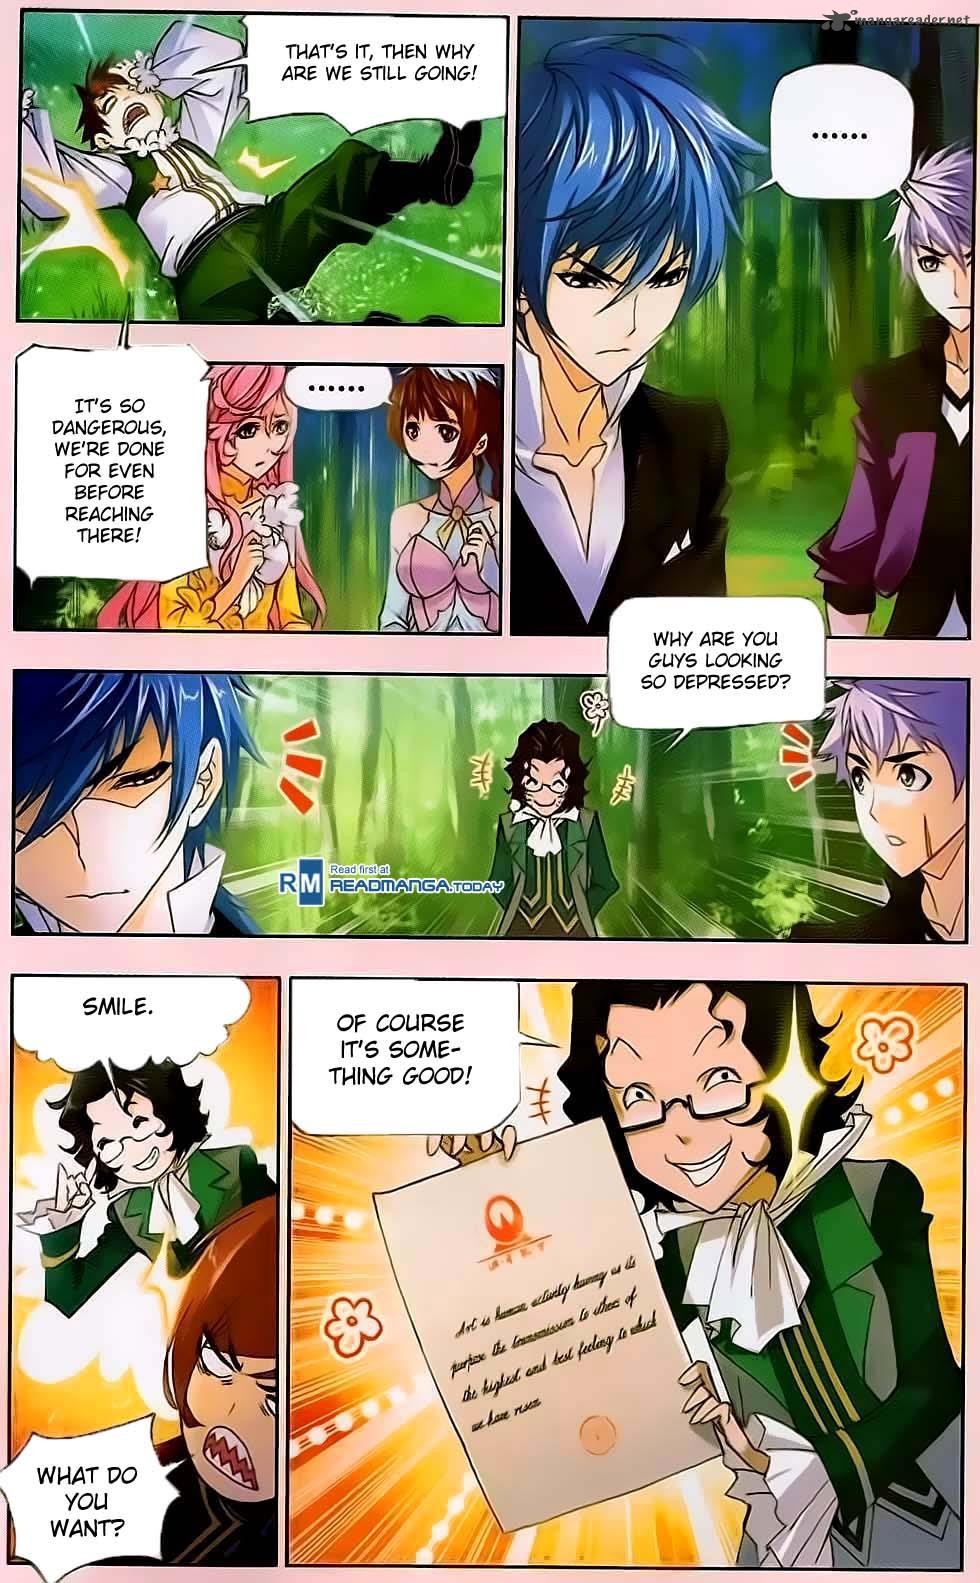 mangareader.net
THAT'S IT, THEN WHY
ARE WE STILL GOING!
......
IT'S SO
DANGEROUS,
WE'RE DONE
FOR EVEN
BEFORE
REACHING
THERE!
......
WHY ARE YOU
GUYS LOOKING
SO DEPRESSED?
RM
Read first at
READMANGA.TODAY
SMILE.
OF COURSE
IT'S SOME-
THING GOOD!
Art is human activity having as its
purpose the transmission to others of
the highest and best feeling to which
we have risen
WHAT DO
YOU
WANT?